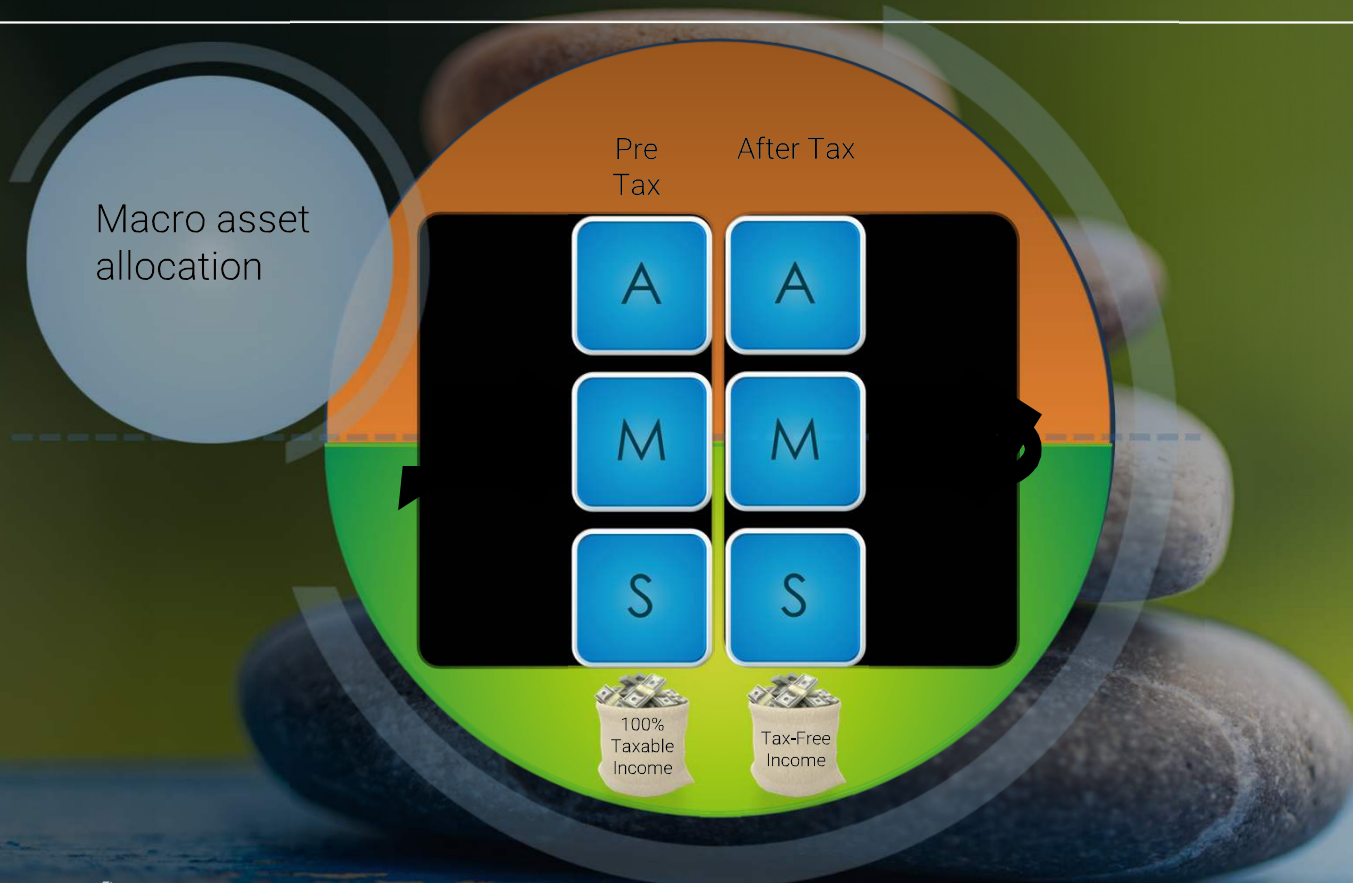 Pre
Tax
After Tax
Macro asset
allocation
A
A
M
M
S
S
100%
Taxable
Income
Tax-Free
Income